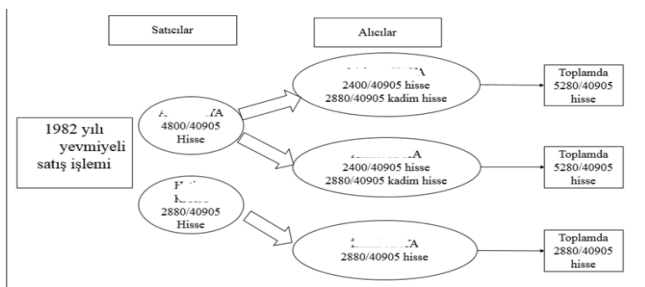 Satıcılar
Alıcılar
1982 yılı
yevmiyeli
satış işlemi
4800/40905
Hisse
2880/40905
Hisse
2400/40905 hisse
2880/40905 kadim hisse
2400/40905 hisse
2880/40905 kadim hisse
2880/40905 hisse
Toplamda
5280/40905
hisse
Toplamda
5280/40905
hisse
Toplamda
2880/40905
hisse